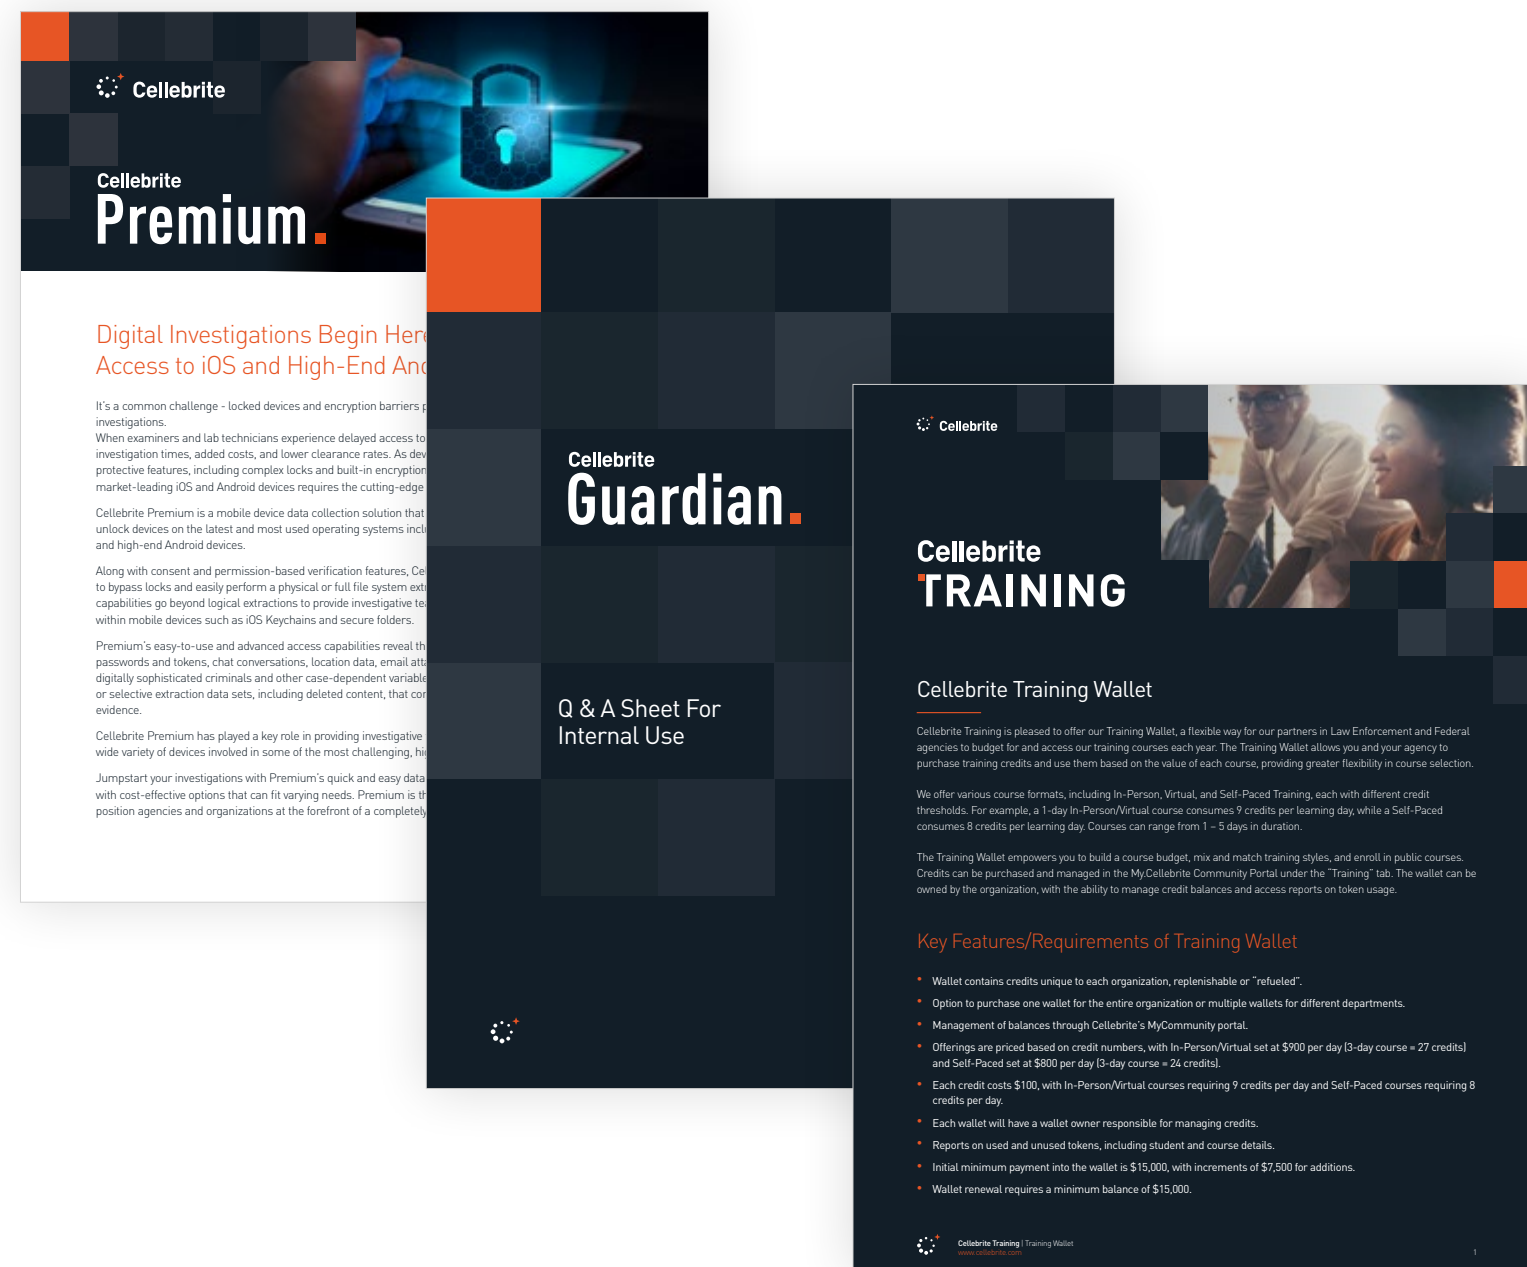 Cellebrite
Cellebrite
Premium.
Digital Investigations Begin Here
Access to iOS and High-End
It's a common challenge - locked devices and encryption barriers
investigations.
When examiners and lab technicians experience delayed access to
investigation times, added costs, and lower clearance rates. As
protective features, including complex locks and built-in encryption
market-leading iOS and Android devices requires the cutting-edge
Cellebrite Premium is a mobile device data collection solution that
unlock devices on the latest and most used operating systems
and high-end Android devices.
Along with consent and permission-based verification features,
to bypass locks and easily perform a physical or full file system
capabilities go beyond logical extractions to provide investigative
within mobile devices such as iOS Keychains and secure folders.
Premium's easy-to-use and advanced access capabilities reveal
passwords and tokens, chat conversations, location data, email
digitally sophisticated criminals and other case-dependent
or selective extraction data sets, including deleted content, that
evidence.
Cellebrite Premium has played a key role in providing investigative
wide variety of devices involved in some of the most challenging,
Jumpstart your investigations with Premium's quick and easy data
with cost-effective options that can fit varying needs. Premium is
position agencies and organizations at the forefront of a completely
Cellebrite
Guardian.
Q & A Sheet For
Internal Use
Cellebrite
Cellebrite
TRAINING
Cellebrite Training Wallet
Cellebrite Training is pleased to offer our Training Wallet, a flexible way for our partners in Law Enforcement and Federal
agencies to budget for and access our training courses each year. The Training Wallet allows you and your agency to
purchase training credits and use them based on the value of each course, providing greater flexibility in course selection.
We offer various course formats, including In-Person, Virtual, and Self-Paced Training, each with different credit
thresholds. For example, a 1-day In-Person/Virtual course consumes 9 credits per learning day, while a Self-Paced
consumes 8 credits per learning day. Courses can range from 1 – 5 days in duration.
The Training Wallet empowers you to build a course budget, mix and match training styles, and enroll in public courses.
Credits can be purchased and managed in the My.Cellebrite Community Portal under the "Training" tab. The wallet can be
owned by the organization, with the ability to manage credit balances and access reports on token usage.
Key Features/Requirements of Training Wallet
• Wallet contains credits unique to each organization, replenishable or "refueled".
• Option to purchase one wallet for the entire organization or multiple wallets for different departments.
• Management of balances through Cellebrite's MyCommunity portal.
• Offerings are priced based on credit numbers, with In-Person/Virtual set at $900 per day (3-day course = 27 credits)
and Self-Paced set at $800 per day (3-day course = 24 credits).
• Each credit costs $100, with In-Person/Virtual courses requiring 9 credits per day and Self-Paced courses requiring 8
credits per day.
• Each wallet will have a wallet owner responsible for managing credits.
• Reports on used and unused tokens, including student and course details.
• Initial minimum payment into the wallet is $15,000, with increments of $7,500 for additions.
• Wallet renewal requires a minimum balance of $15,000.
Cellebrite Training | Training Wallet
www.cellebrite.com
1